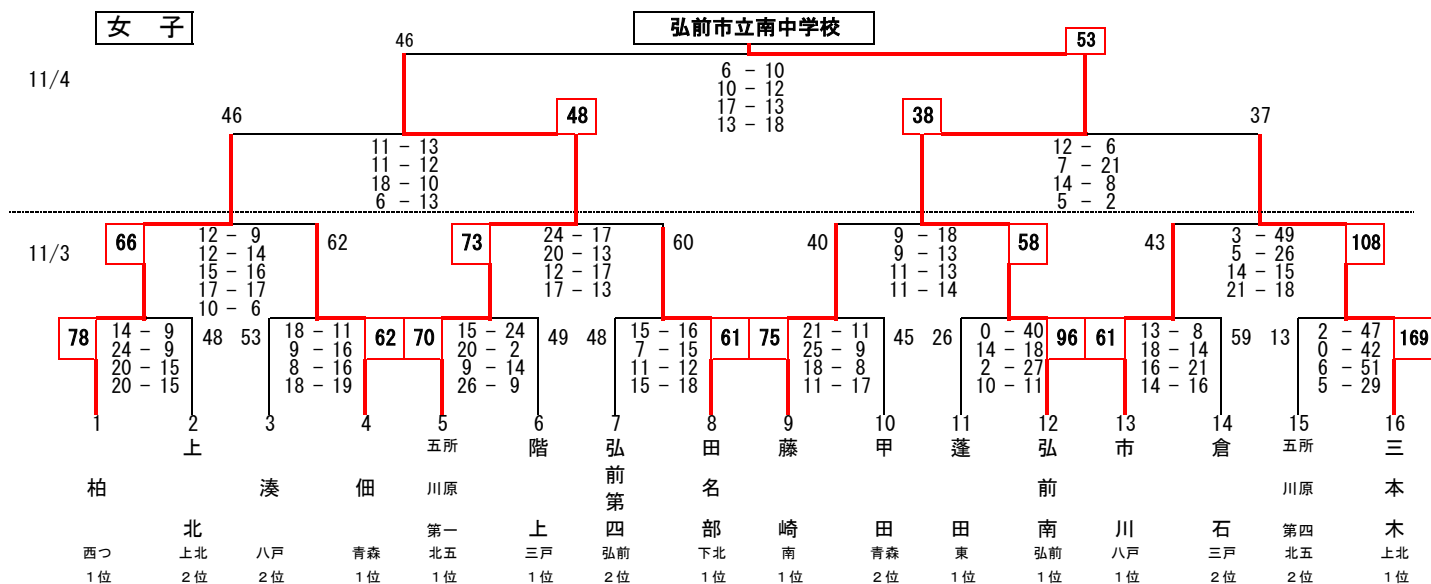 女 子
弘前市立南中学校
46
53
11/4
6 - 10
10 - 12
17 - 13
13 - 18
46
48
38
37
11 - 13
11 - 12
18 - 10
6 - 13
12 - 6
7 - 21
14 - 8
5 - 2
11/3
66
12 - 9
12 - 14
15 - 16
17 - 17
10 - 6
62
73
24 - 17
20 - 13
12 - 17
17 - 13
60
40
9 - 18
9 - 13
11 - 13
11 - 14
58
43
3 - 49
5 - 26
14 - 15
21 - 18
108
78
14 - 9
24 - 9
20 - 15
20 - 15
48
53
18 - 11
9 - 16
8 - 16
18 - 19
62
70
15 - 24
20 - 2
9 - 14
26 - 9
49
48
15 - 16
7 - 15
11 - 12
15 - 18
61
75
21 - 11
25 - 9
18 - 8
11 - 17
45
26
0 - 40
14 - 18
2 - 27
10 - 11
96
61
13 - 8
18 - 14
16 - 21
14 - 16
59
13
2 - 47
0 - 42
6 - 51
5 - 29
169
1 2 3 4 5 6 7 8 9 10 11 12 13 14 15 16
柏
上北
湊
佃
五所川原第一
階上
弘前第四
田名部
藤崎
甲田
蓬田
弘前南
市川
倉石
五所川原第四
三本木
西つ 上北 八戸 青森 北五 三戸 弘前 下北 南 青森 東 弘前 八戸 三戸 北五 上北
1位 2位 2位 1位 1位 1位 2位 1位 1位 2位 1位 1位 1位 2位 2位 1位